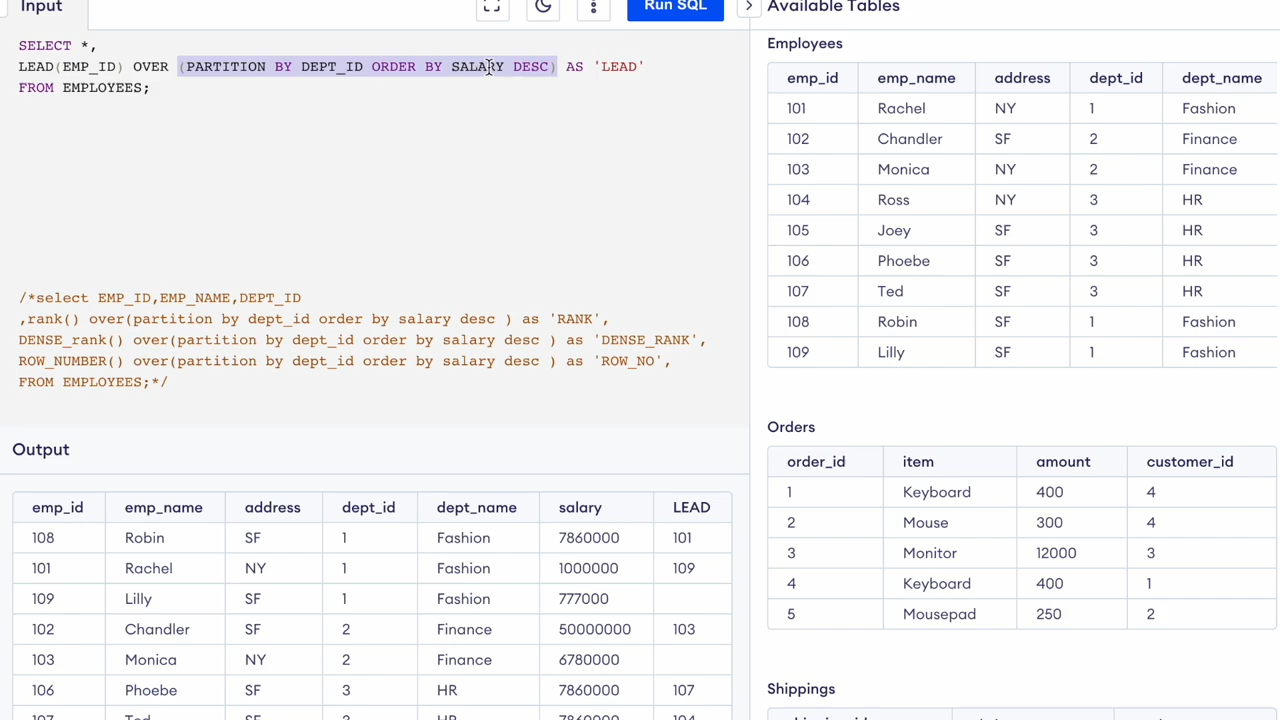 Input
Run SQL
SELECT *,
LEAD(EMP_ID) OVER (PARTITION BY DEPT_ID ORDER BY SALARY DESC) AS 'LEAD'
FROM EMPLOYEES;
/*select EMP_ID,EMP_NAME,DEPT_ID
,rank() over(partition by dept_id order by salary desc ) as 'RANK',
DENSE_rank() over(partition by dept_id order by salary desc ) as 'DENSE_RANK',
ROW_NUMBER() over(partition by dept_id order by salary desc ) as 'ROW_NO',
FROM EMPLOYEES;*/
Output
emp_id emp_name address dept_id dept_name salary LEAD
108 Robin SF 1 Fashion 7860000 101
101 Rachel NY 1 Fashion 1000000 109
109 Lilly SF 1 Fashion 777000
102 Chandler SF 2 Finance 50000000 103
103 Monica NY 2 Finance 6780000
106 Phoebe SF 3 HR 7860000 107
107 Ted SF 3 HR 104
Available Tables
Employees
emp_id emp_name address dept_id dept_name
101 Rachel NY 1 Fashion
102 Chandler SF 2 Finance
103 Monica NY 2 Finance
104 Ross NY 3 HR
105 Joey SF 3 HR
106 Phoebe SF 3 HR
107 Ted SF 3 HR
108 Robin SF 1 Fashion
109 Lilly SF 1 Fashion
Orders
order_id item amount customer_id
1 Keyboard 400 4
2 Mouse 300 4
3 Monitor 12000 3
4 Keyboard 400 1
5 Mousepad 250 2
Shippings